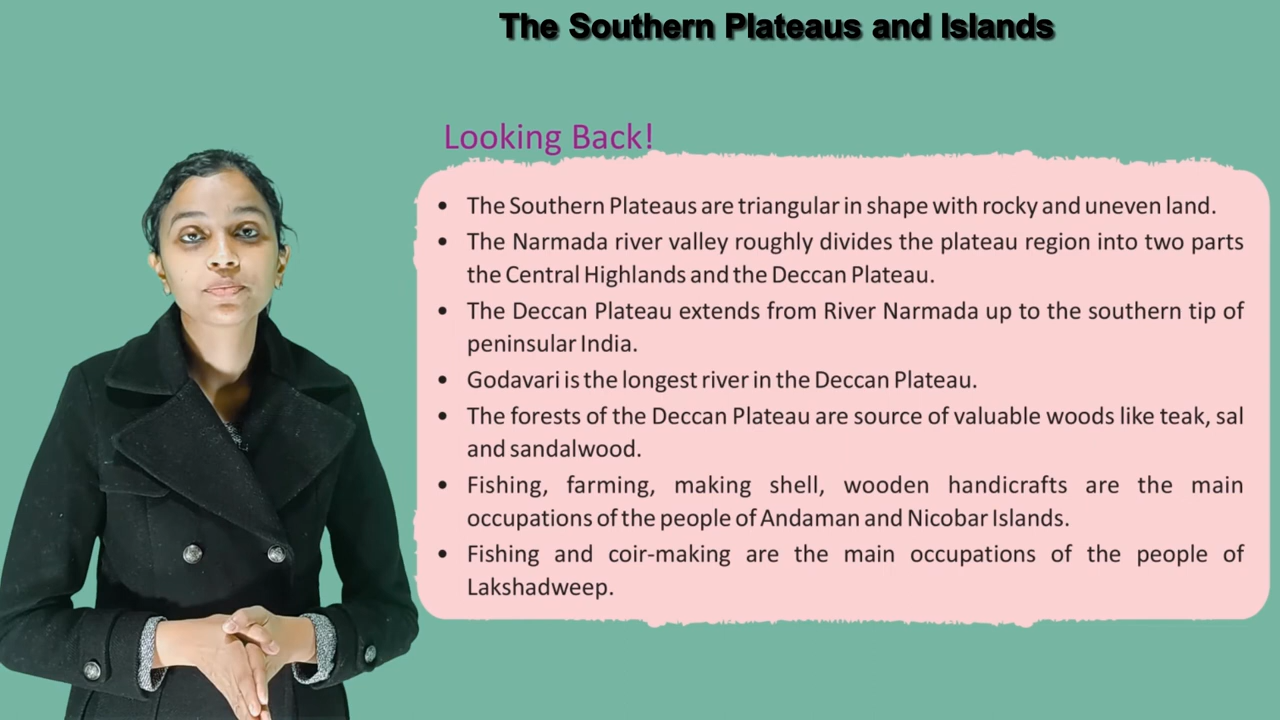 The Southern Plateaus and Islands
Looking Back!
• The Southern Plateaus are triangular in shape with rocky and uneven land.
• The Narmada river valley roughly divides the plateau region into two parts
the Central Highlands and the Deccan Plateau.
• The Deccan Plateau extends from River Narmada up to the southern tip of
peninsular India.
• Godavari is the longest river in the Deccan Plateau.
• The forests of the Deccan Plateau are source of valuable woods like teak, sal
and sandalwood.
• Fishing, farming, making shell, wooden handicrafts are the main
occupations of the people of Andaman and Nicobar Islands.
• Fishing and coir-making are the main occupations of the people of
Lakshadweep.